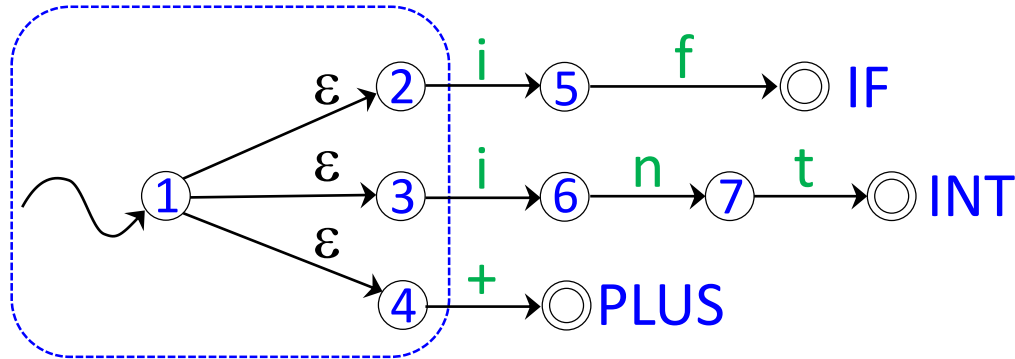 i f
ε 2 5 IF
ε i n t
1 3 6 7 INT
ε +
4 PLUS